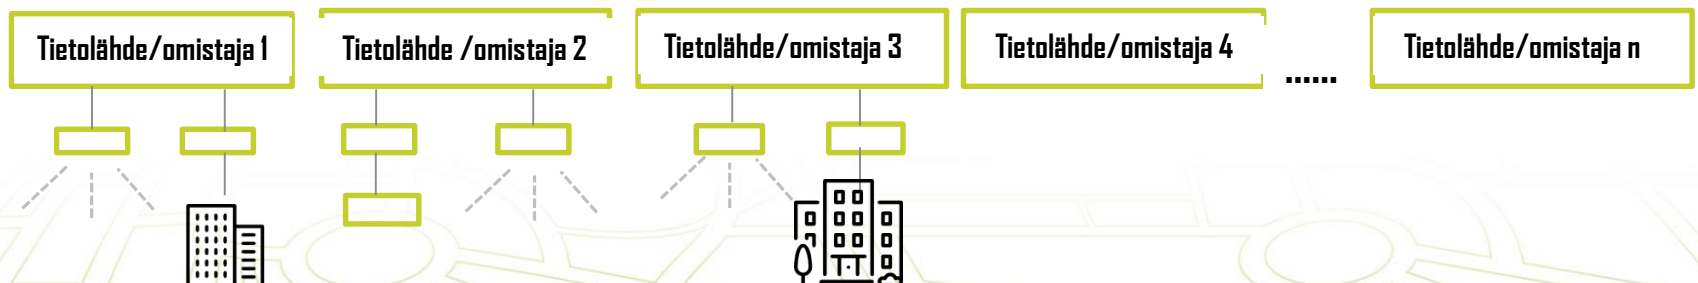 Tietolähde/omistaja 1
Tietolähde /omistaja 2
Tietolähde/omistaja 3
Tietolähde/omistaja 4
......
Tietolähde/omistaja n